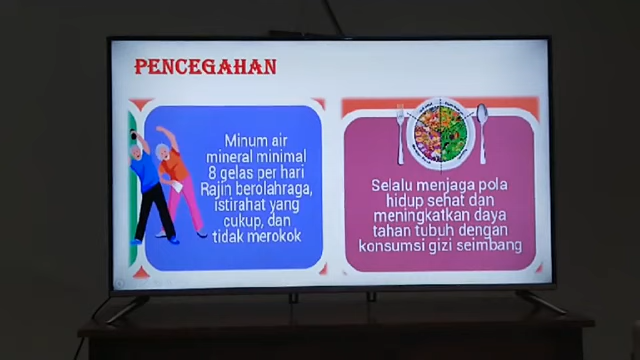 PENCEGAHAN
Minum air
mineral minimal
8 gelas per hari
Rajin berolahraga,
istirahat yang
cukup, dan
tidak merokok
Selalu menjaga pola
hidup sehat dan
meningkatkan daya
tahan tubuh dengan
konsumsi gizi seimbang